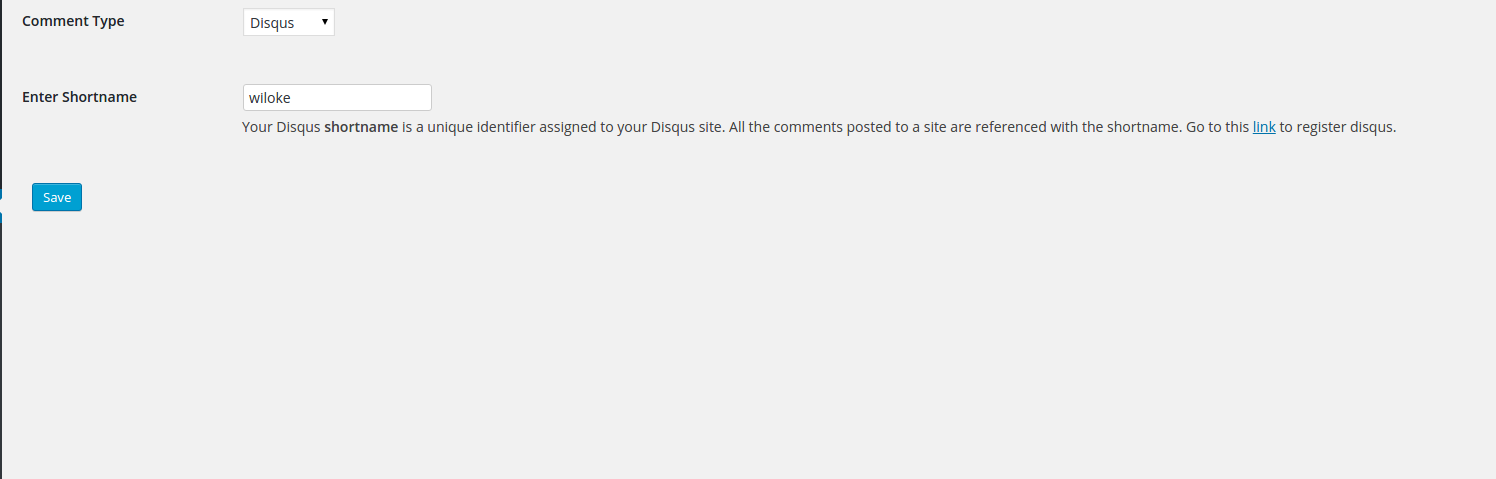 Comment Type
Disqus
Enter Shortname
wiloke
Your Disqus shortname is a unique identifier assigned to your Disqus site. All the comments posted to a site are referenced with the shortname. Go to this link to register disqus.
Save